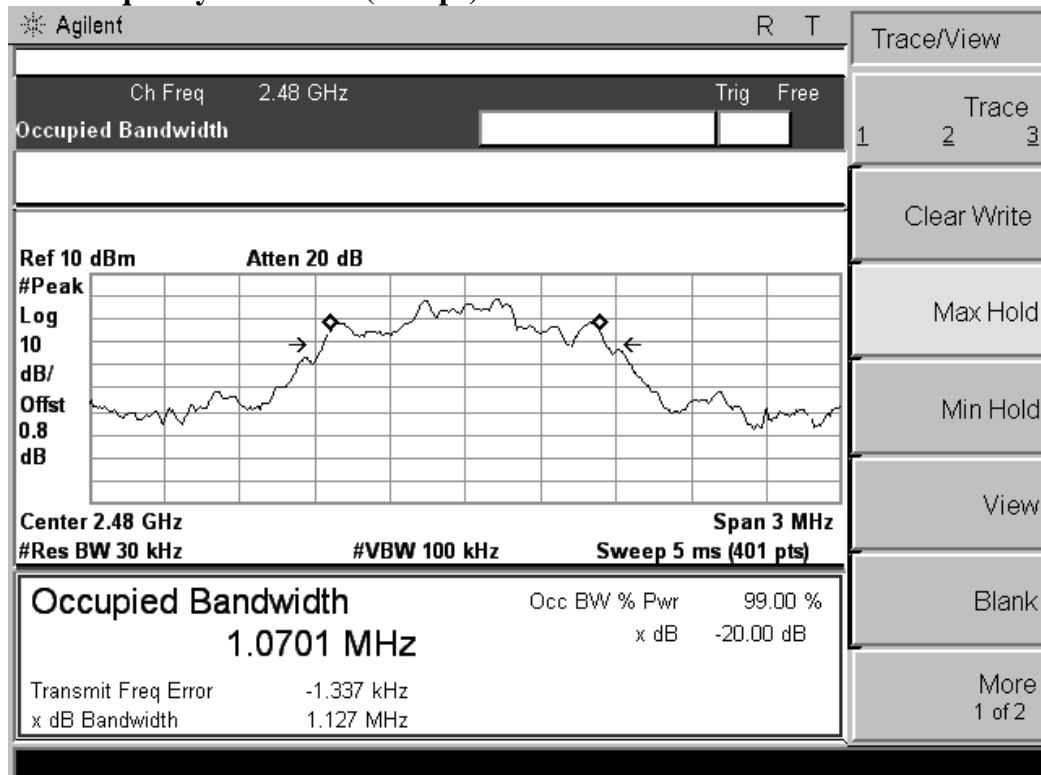 Agilent R T
Ch Freq 2.48 GHz Trig Free
Occupied Bandwidth
Ref 10 dBm Atten 20 dB
#Peak
Log
10
dB/
Offst
0.8
dB
Center 2.48 GHz Span 3 MHz
#Res BW 30 kHz #VBW 100 kHz Sweep 5 ms (401 pts)
Occupied Bandwidth Occ BW % Pwr 99.00 %
1.0701 MHz x dB -20.00 dB
Transmit Freq Error -1.337 kHz
x dB Bandwidth 1.127 MHz
Trace/View
Trace
1 2 3
Clear Write
Max Hold
Min Hold
View
Blank
More
1 of 2